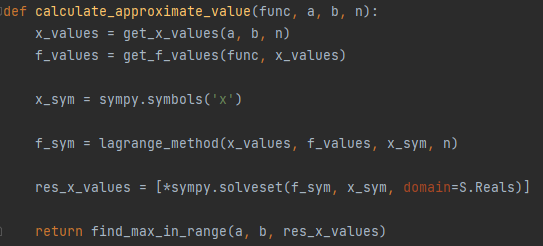 def calculate_approximate_value(func, a, b, n):
    x_values = get_x_values(a, b, n)
    f_values = get_f_values(func, x_values)
    x_sym = sympy.symbols('x')
    f_sym = lagrange_method(x_values, f_values, x_sym, n)
    res_x_values = [*sympy.solveset(f_sym, x_sym, domain=S.Reals)]
    return find_max_in_range(a, b, res_x_values)